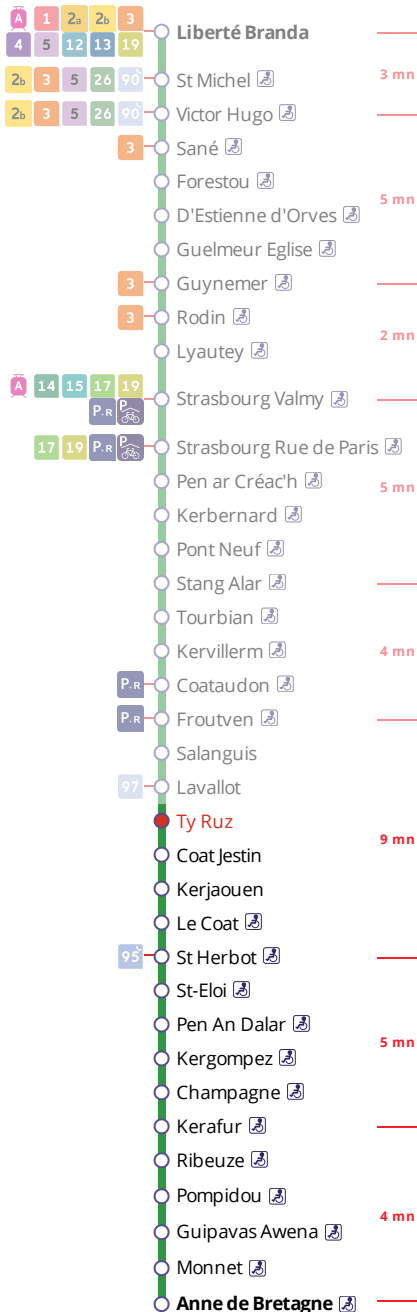 A 1 2a 2b 3
Liberté Branda
4 5 12 13 19
3 mn
2b 3 5 26 90 St Michel
2b 3 5 26 90 Victor Hugo
3 Sané
Forestou
5 mn
D'Estienne d'Orves
Guelmeur Eglise
3 Guynemer
3 Rodin
2 mn
Lyautey
A 14 15 17 19
Strasbourg Valmy
P.R P
17 19 P.R P Strasbourg Rue de Paris
Pen ar Créac'h
5 mn
Kerbernard
Pont Neuf
Stang Alar
Tourbian
Kervillerm
4 mn
P.R Coataudon
P.R Froutven
Salanguis
97 Lavallot
Ty Ruz
9 mn
Coat Jestin
Kerjaouen
Le Coat
95 St Herbot
St-Eloi
Pen An Dalar
5 mn
Kergompez
Champagne
Kerafur
Ribeuze
Pompidou
4 mn
Guipavas Awena
Monnet
Anne de Bretagne